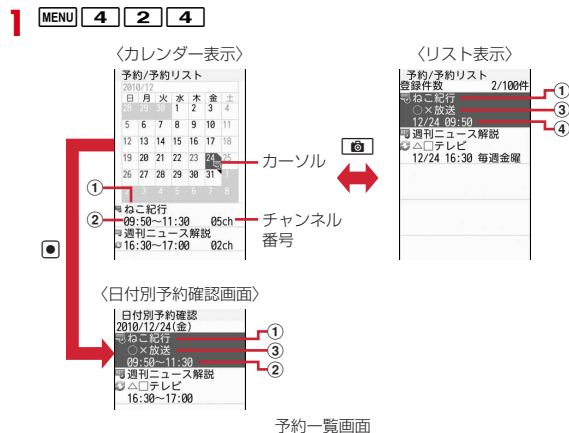 1 MENU 4 2 4
〈カレンダー表示〉
予約/予約リスト
2010/12
日 月 火 水 木 金 土
28 29 30 1 2 3 4
5 6 7 8 9 10 11
12 13 14 15 16 17 18
19 20 21 22 23 24 25
26 27 28 29 30 31 1
2 3 4 5 6 7 8
ねこ紀行
09:50～11:30 05ch
週刊ニュース解説
16:30～17:00 02ch
①
②
カーソル
チャンネル
番号
〈リスト表示〉
予約/予約リスト
登録件数 2/100件
ねこ紀行
○×放送
12/24 09:50
週刊ニュース解説
△□テレビ
12/24 16:30 毎週金曜
①
③
④
〈日付別予約確認画面〉
日付別予約確認
2010/12/24(金)
ねこ紀行
○×放送
09:50～11:30
週刊ニュース解説
△□テレビ
16:30～17:00
①
③
②
予約一覧画面